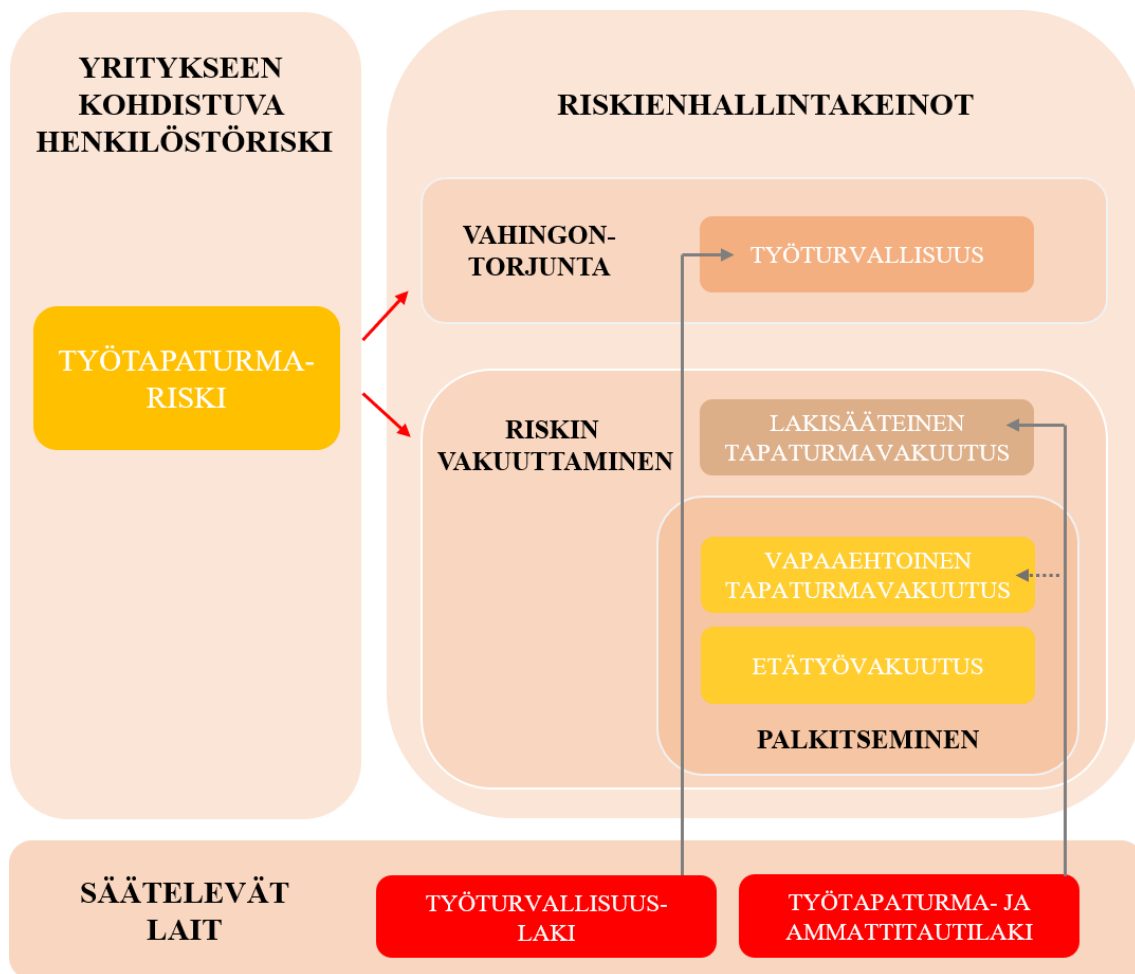 YRITYKSEEN
KOHDISTUVA
HENKILÖSTÖRISKI
TYÖTAPATURMA-
RISKI
RISKIENHALLINTAKEINOT
VAHINGON-
TORJUNTA
TYÖTURVALLISUUS
RISKIN
VAKUUTTAMINEN
LAKISÄÄTEINEN
TAPATURMAVAKUUTUS
VAPAAEHTOINEN
TAPATURMAVAKUUTUS
ETÄTYÖVAKUUTUS
PALKITSEMINEN
SÄÄTELEVÄT
LAIT
TYÖTURVALLISUUS-
LAKI
TYÖTAPATURMA- JA
AMMATTITAUTILAKI